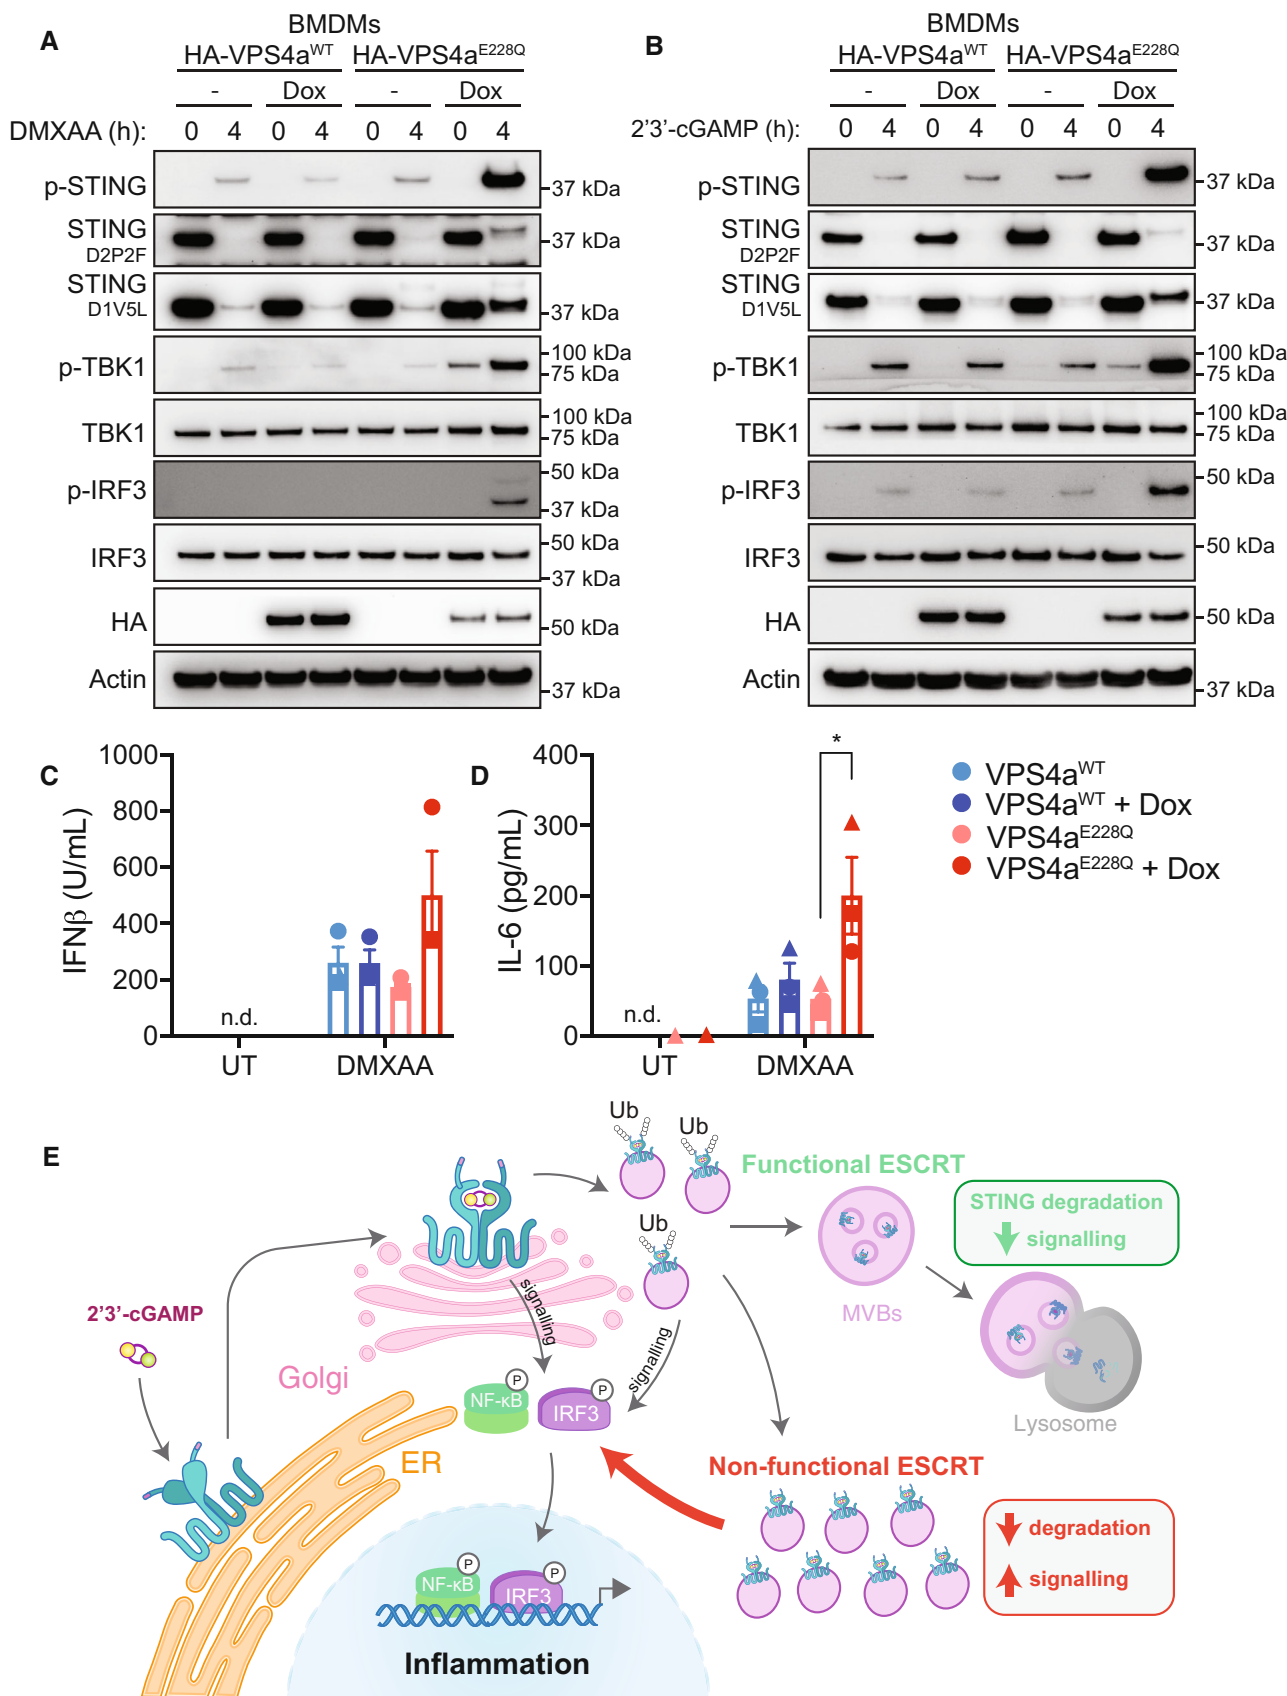 A
BMDMs
HA-VPS4aWT HA-VPS4aE228Q
- Dox - Dox
DMXAA (h): 0 4 0 4 0 4 0 4
p-STING
37 kDa
STING
D2P2F
37 kDa
STING
D1V5L
37 kDa
p-TBK1
100 kDa
75 kDa
TBK1
100 kDa
75 kDa
p-IRF3
50 kDa
37 kDa
IRF3
50 kDa
37 kDa
HA
50 kDa
Actin
37 kDa
B
BMDMs
HA-VPS4aWT HA-VPS4aE228Q
- Dox - Dox
2'3'-cGAMP (h): 0 4 0 4 0 4 0 4
p-STING
37 kDa
STING
D2P2F
37 kDa
STING
D1V5L
37 kDa
p-TBK1
100 kDa
75 kDa
TBK1
100 kDa
75 kDa
p-IRF3
50 kDa
IRF3
50 kDa
HA
50 kDa
Actin
37 kDa
C
IFNβ (U/mL)
1000
800
600
400
200
0
n.d.
UT DMXAA
D
IL-6 (pg/mL)
400
300
200
100
0
n.d.
*
UT DMXAA
VPS4aWT
VPS4aWT + Dox
VPS4aE228Q
VPS4aE228Q + Dox
E
Ub
Ub
Ub
Functional ESCRT
STING degradation
signalling
MVBs
Lysosome
2'3'-cGAMP
Golgi
signalling
signalling
NF-κB
P
IRF3
P
ER
Non-functional ESCRT
degradation
signalling
NF-κB
P
IRF3
P
Inflammation